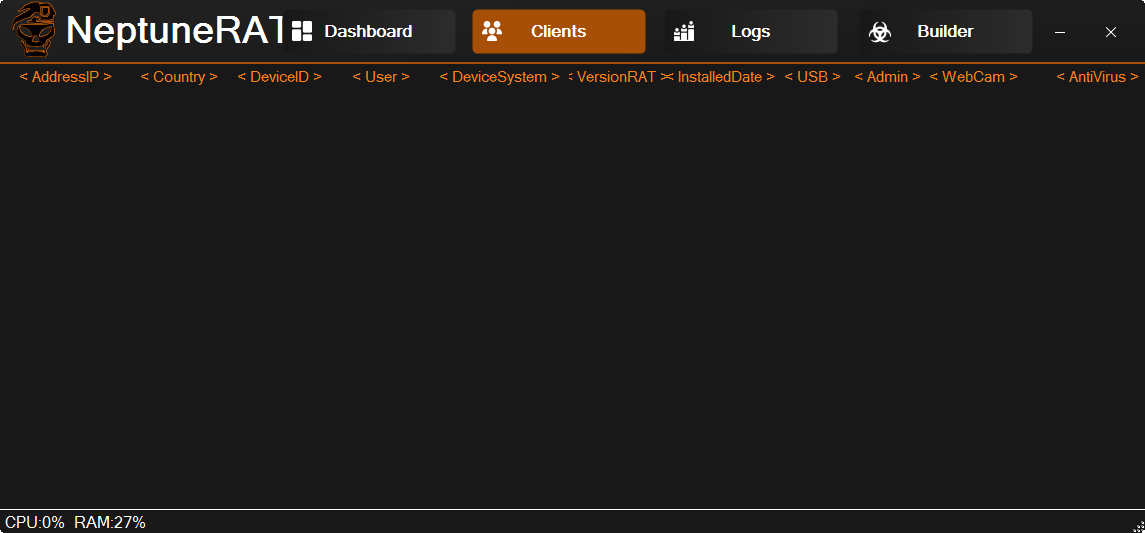 NeptuneRAT Dashboard Clients Logs Builder
< AddressIP > < Country > < DeviceID > < User > < DeviceSystem > < VersionRAT >< InstalledDate > < USB > < Admin > < WebCam > < AntiVirus >
CPU:0% RAM:27%